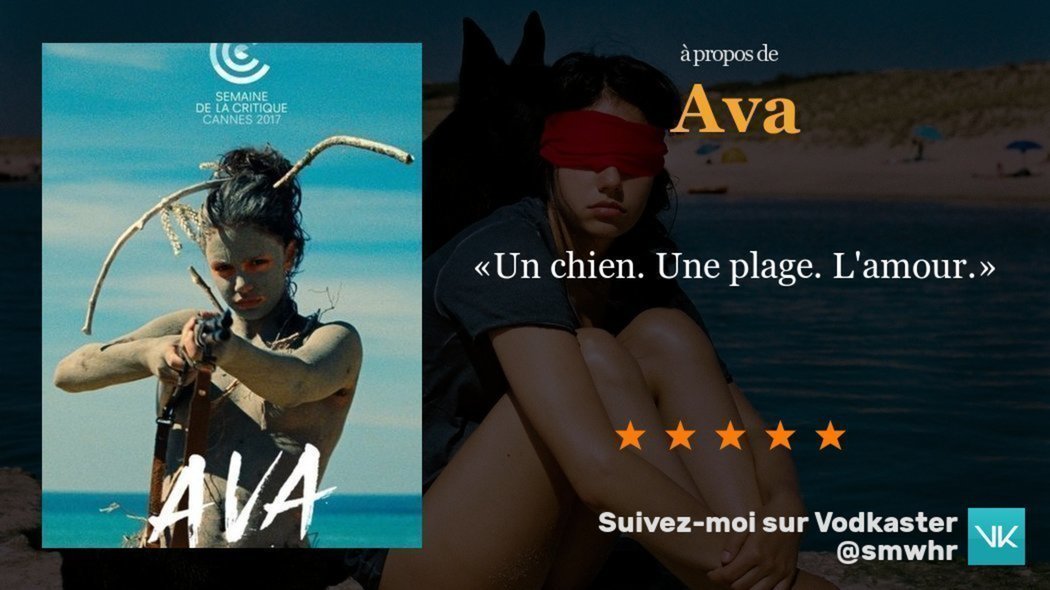 SEMAINE
DE LA CRITIQUE
CANNES 2017
AVA
à propos de
Ava
«Un chien. Une plage. L'amour.»
Suivez-moi sur Vodkaster
@smwhr
VK